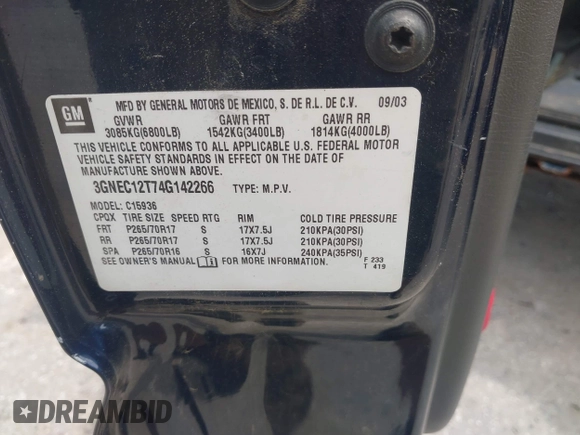 GM
MFD BY GENERAL MOTORS DE MEXICO, S. DE R.L. DE C.V. 09/03
GVWR GAWR FRT GAWR RR
3085KG(6800LB) 1542KG(3400LB) 1814KG(4000LB)
THIS VEHICLE CONFORMS TO ALL APPLICABLE U.S. FEDERAL MOTOR
VEHICLE SAFETY STANDARDS IN EFFECT ON THE DATE OF
MANUFACTURE SHOWN ABOVE.
3GNEC12T74G142266 TYPE: M.P.V.
MODEL: C15936
CPQX TIRE SIZE SPEED RTG RIM COLD TIRE PRESSURE
FRT P265/70R17 S 17X7.5J 210KPA(30PSI)
RR P265/70R17 S 17X7.5J 210KPA(30PSI)
SPA P265/70R16 S 16X7J 240KPA(35PSI)
SEE OWNER'S MANUAL FOR MORE INFORMATION. F 233
T 419
DREAMBID